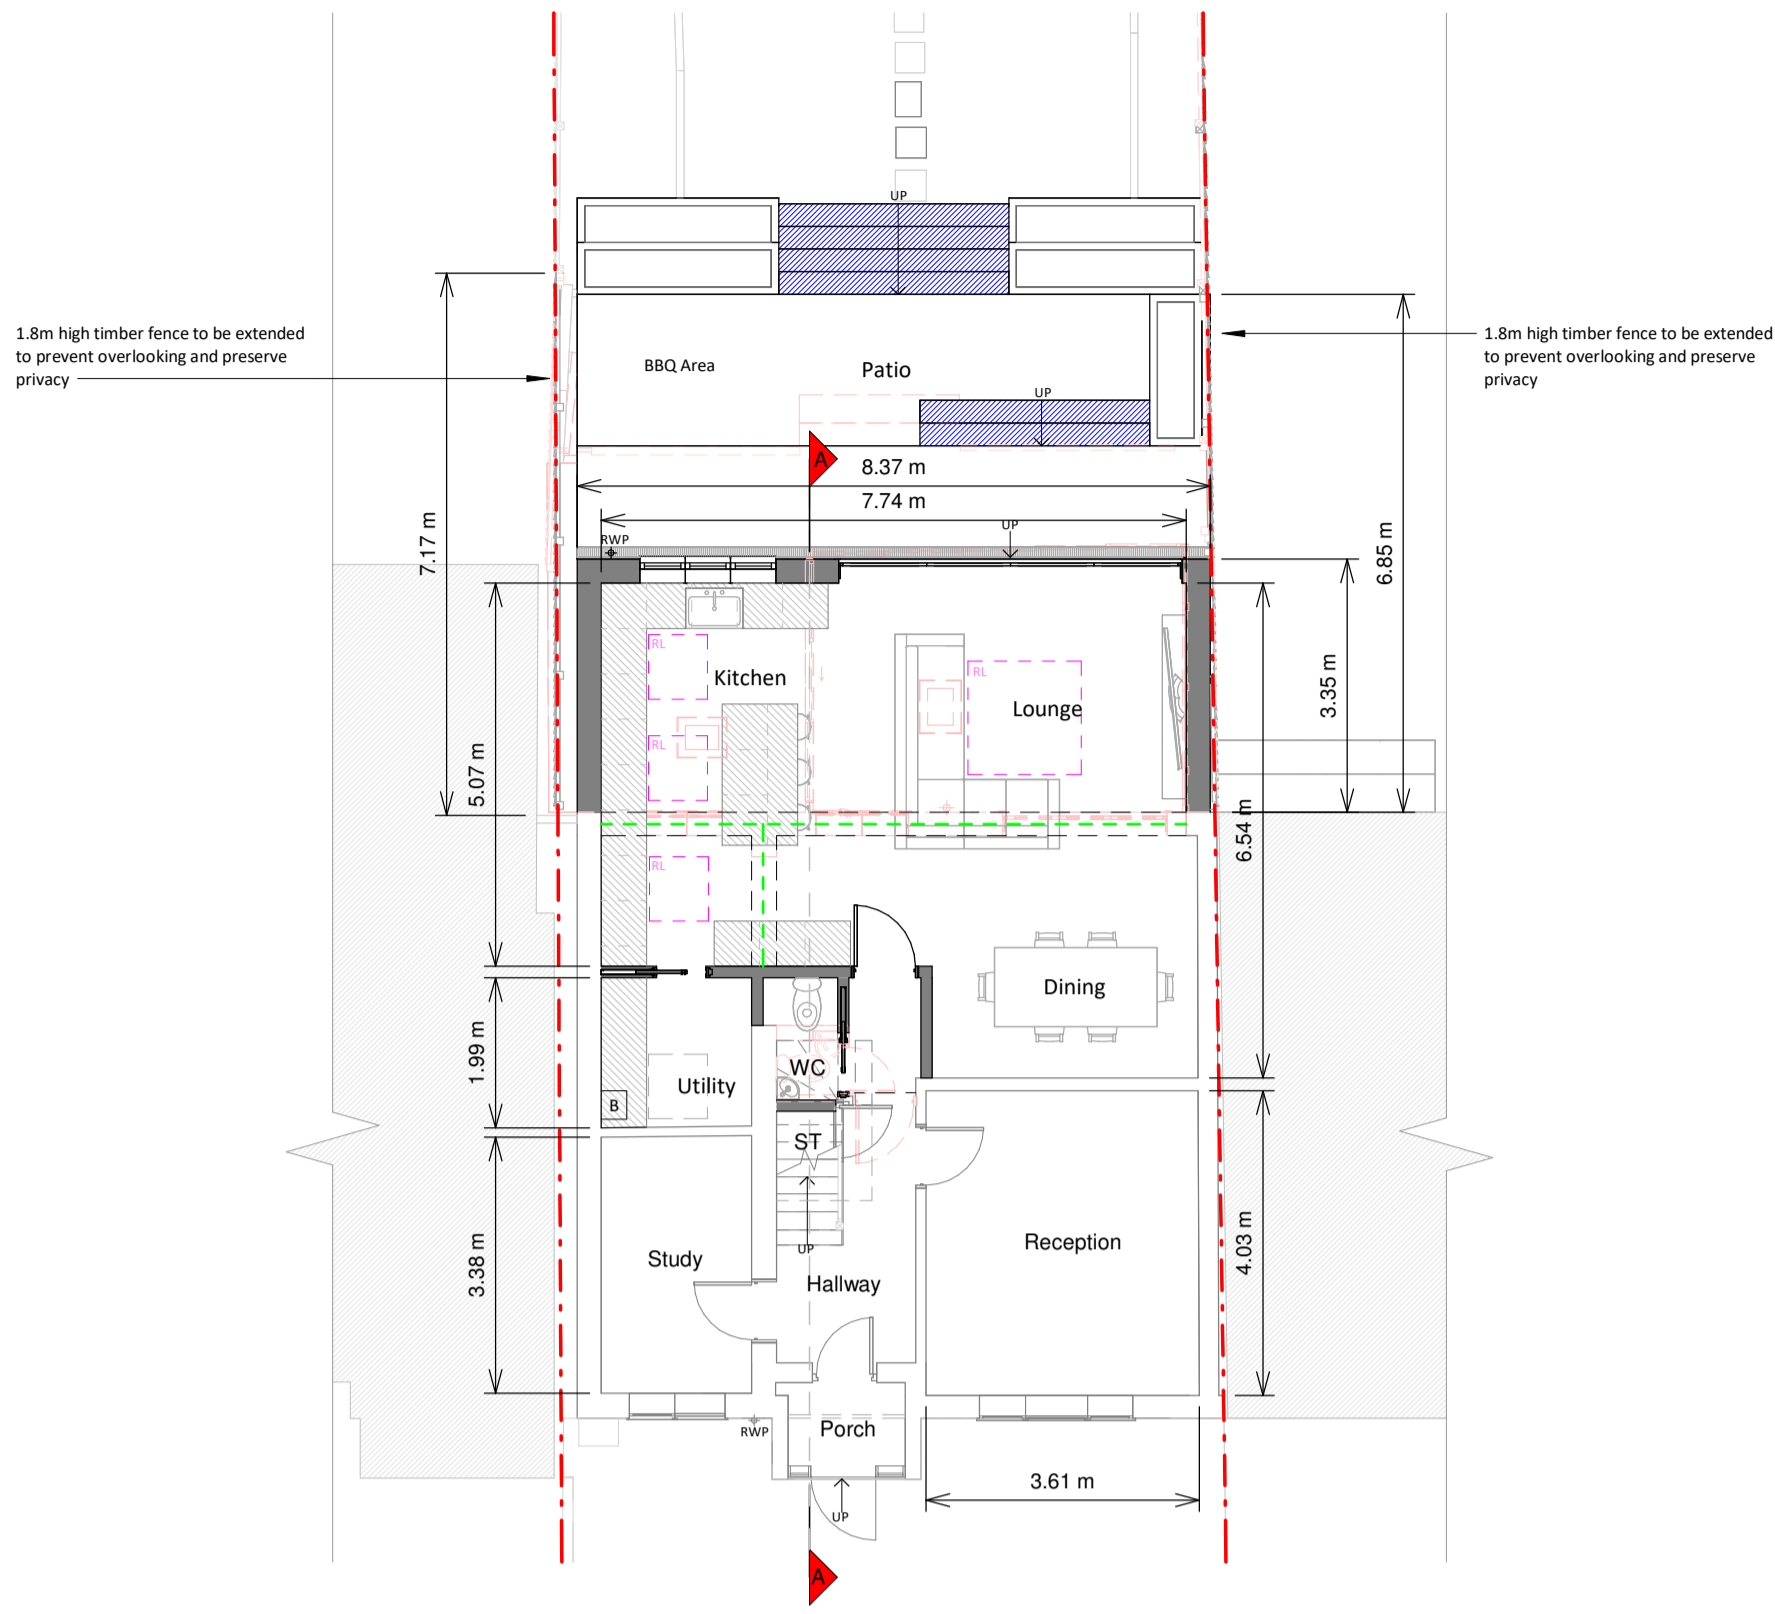 UP
1.8m high timber fence to be extended
to prevent overlooking and preserve
privacy
1.8m high timber fence to be extended
to prevent overlooking and preserve
privacy
BBQ Area
Patio
UP
A
8.37 m
7.74 m
UP
RWP
7.17 m
6.85 m
3.35 m
RL
Kitchen
RL
Lounge
RL
5.07 m
6.54 m
RL
Dining
1.99 m
WC
Utility
B
ST
UP
Study
Hallway
Reception
3.38 m
4.03 m
Porch
RWP
3.61 m
UP
A